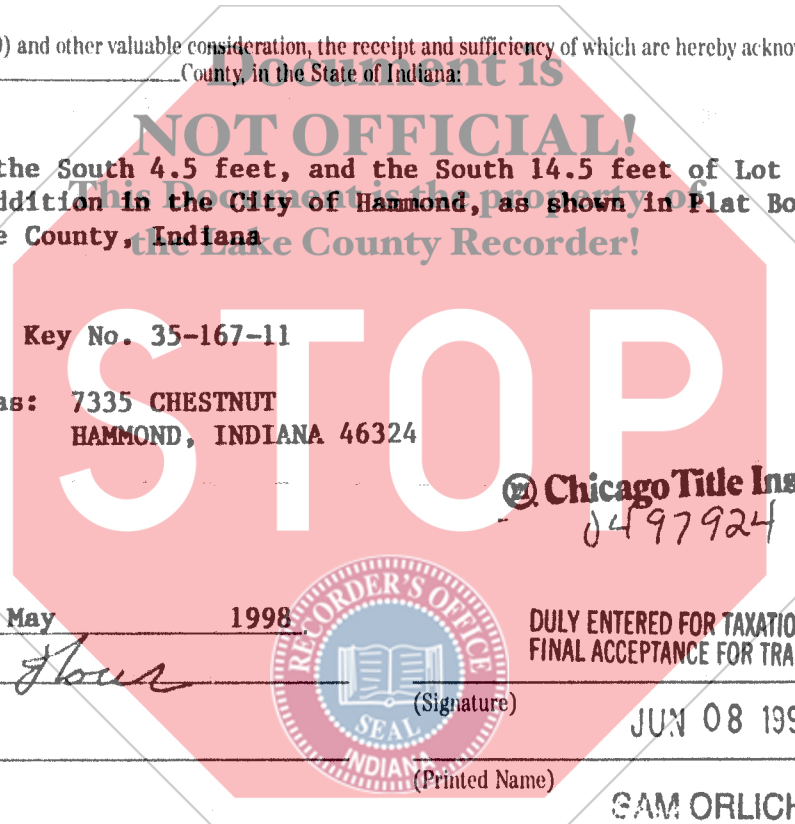 ) and other valuable consideration, the receipt and sufficiency of which are hereby acknow
County, in the State of Indiana:
Document is
NOT OFFICIAL!
This Document is the property of
the Lake County Recorder!
the South 4.5 feet, and the South 14.5 feet of Lot
ddition in the City of Hammond, as shown in Plat Bo
e County, Indiana
STOP
Key No. 35-167-11
as: 7335 CHESTNUT
HAMMOND, INDIANA 46324
Chicago Title Ins
0497924
May 1998
DULY ENTERED FOR TAXATIO
FINAL ACCEPTANCE FOR TRA
(Signature)
JUN 08 199
RECORDER'S OFFICE
SEAL
INDIANA
(Printed Name)
SAM ORLICH